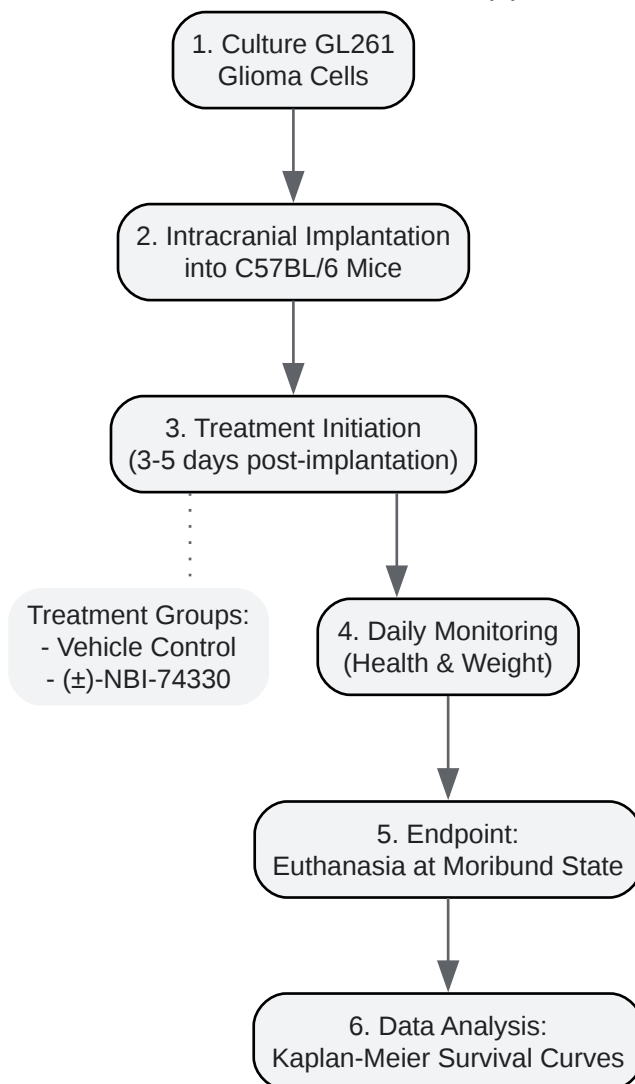 1. Culture GL261
Glioma Cells
2. Intracranial Implantation
into C57BL/6 Mice
3. Treatment Initiation
(3-5 days post-implantation)
Treatment Groups:
- Vehicle Control
- (±)-NBI-74330
4. Daily Monitoring
(Health & Weight)
5. Endpoint:
Euthanasia at Moribund State
6. Data Analysis:
Kaplan-Meier Survival Curves